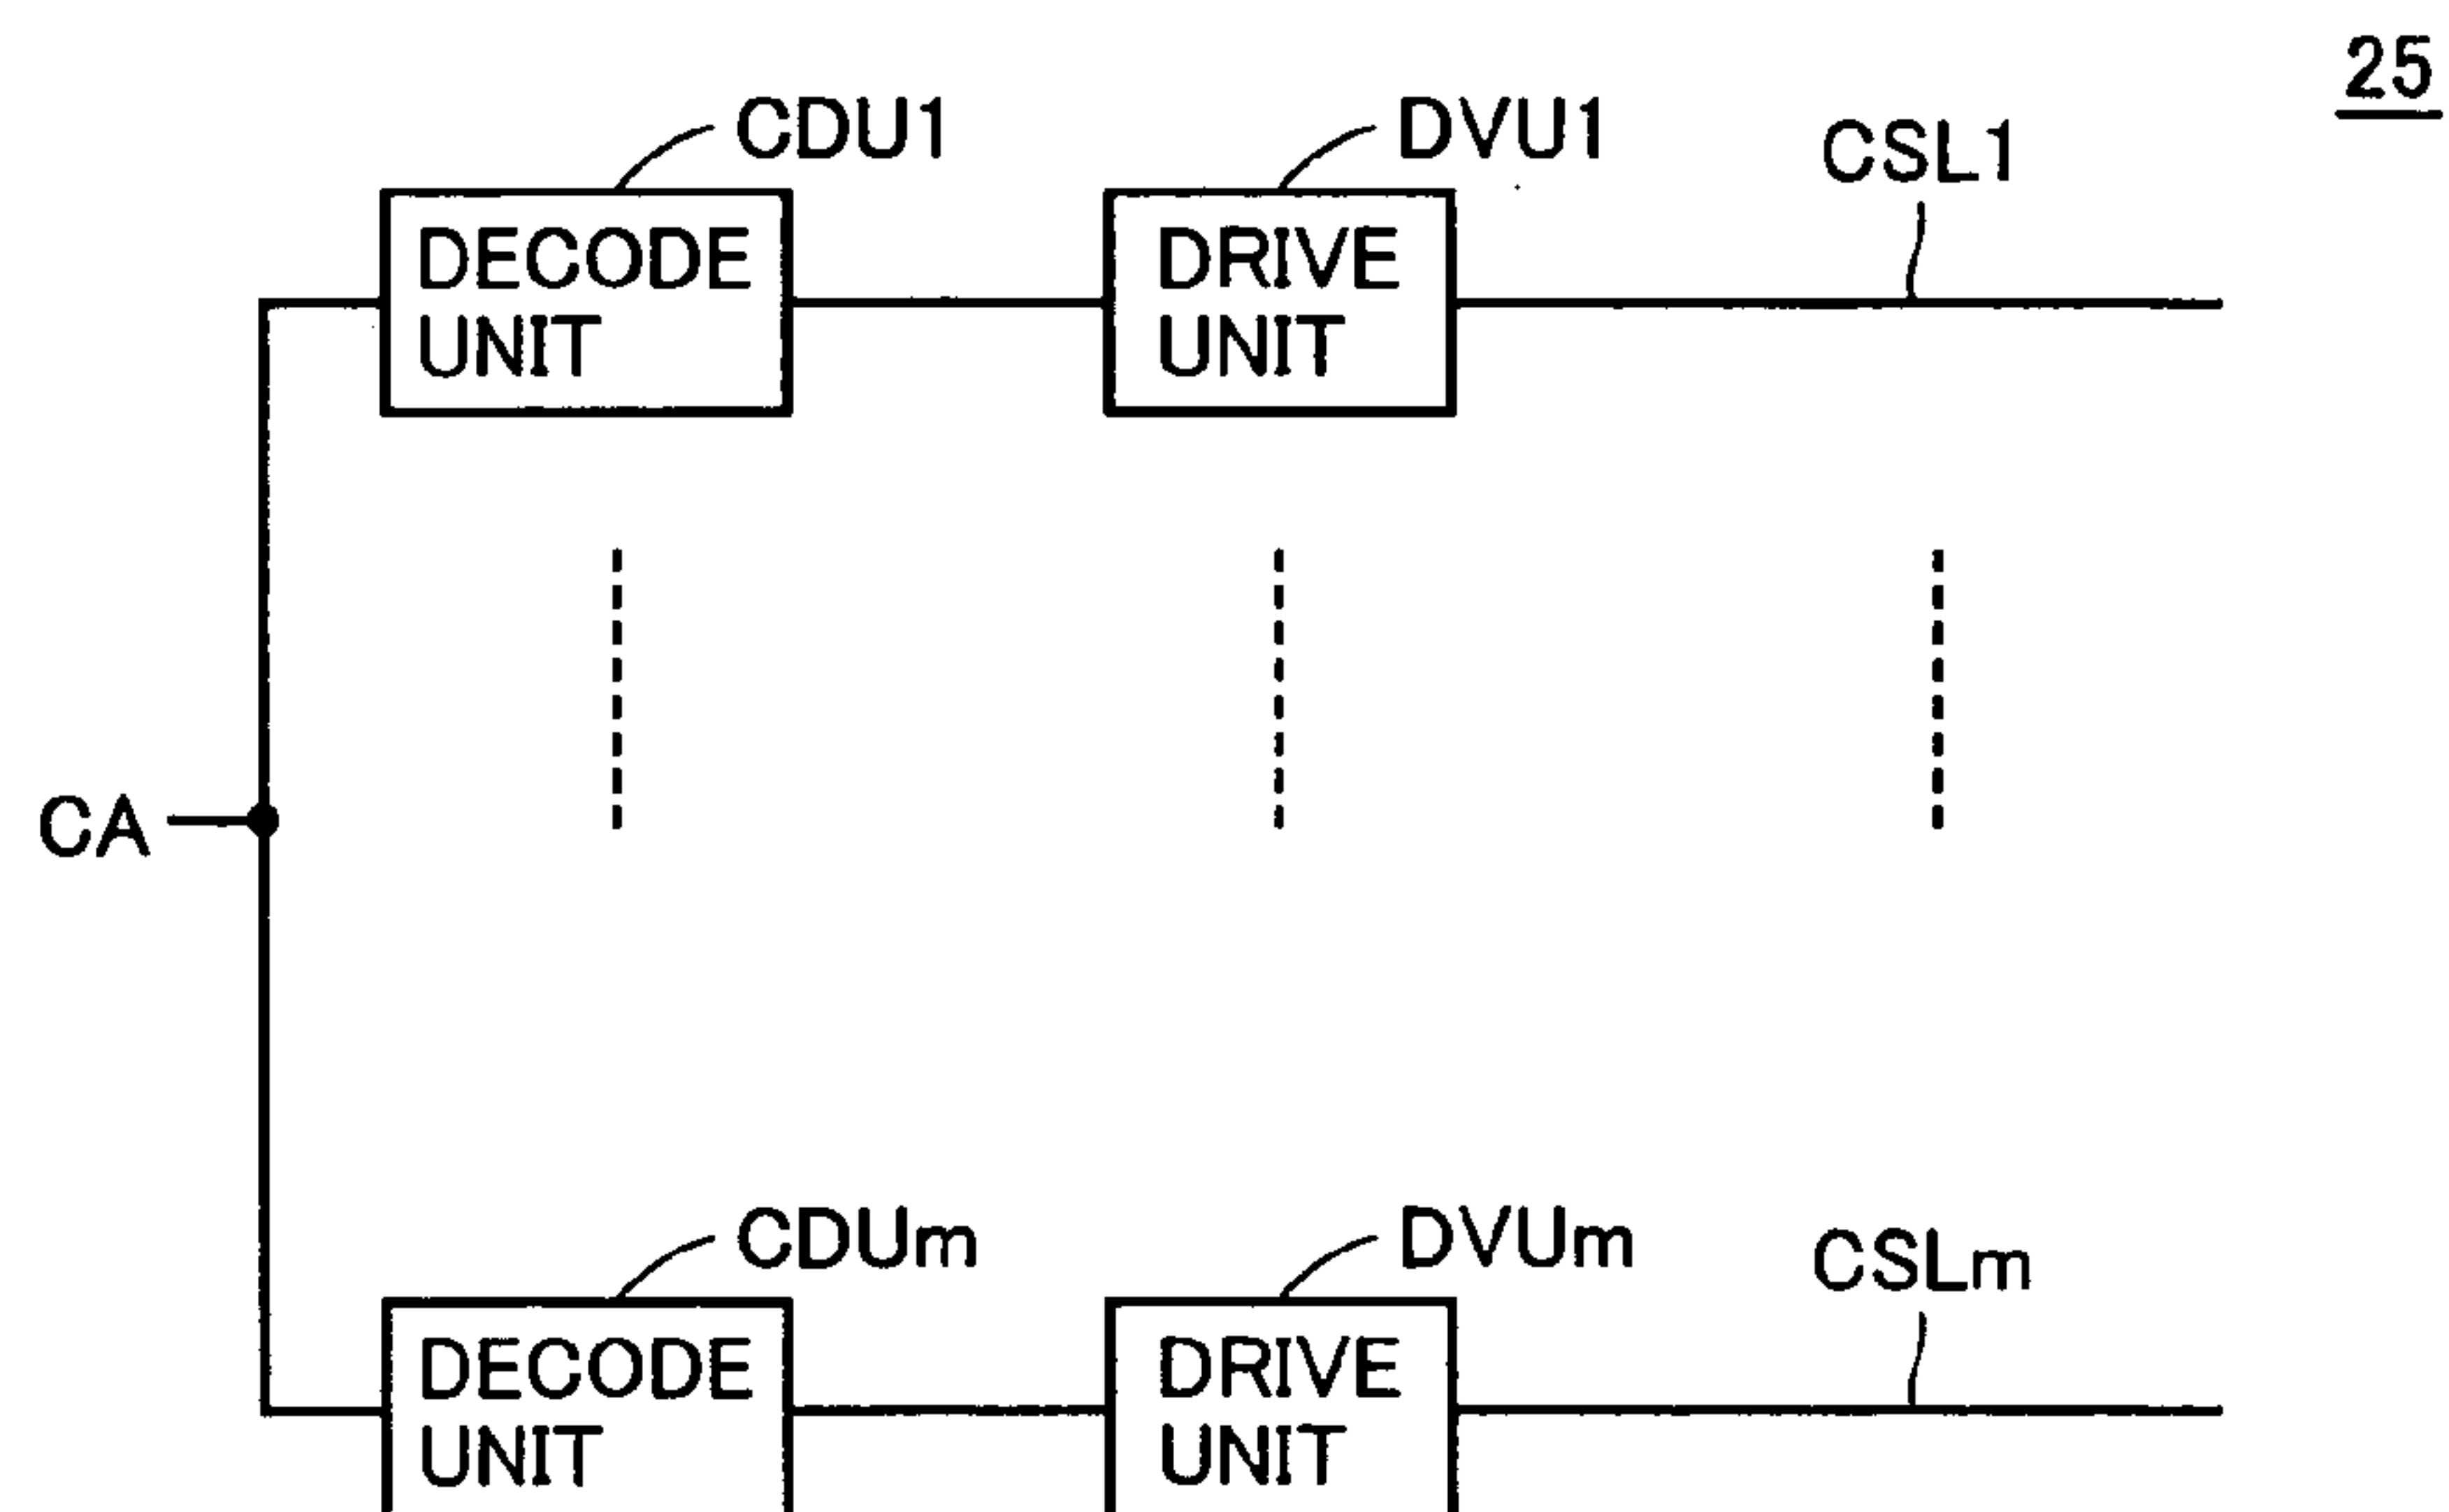 25
CDU1
DVU1
CSL1
DECODE
UNIT
DRIVE
UNIT
CA
CDUm
DVUm
CSLm
DECODE
UNIT
DRIVE
UNIT